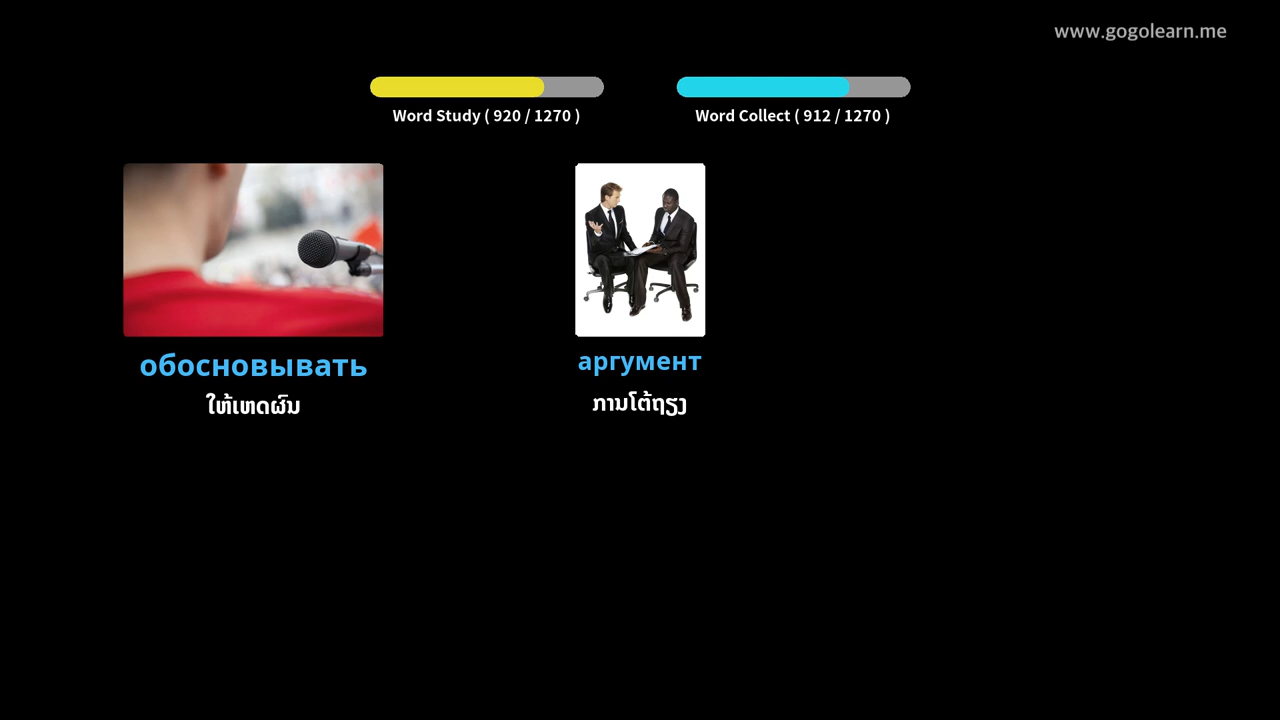 www.gogolearn.me
Word Study ( 920 / 1270 )
Word Collect ( 912 / 1270 )
обосновывать
ໃຫ້ເຫດຜົນ
аргумент
ການໂຕ້ຖຽງ